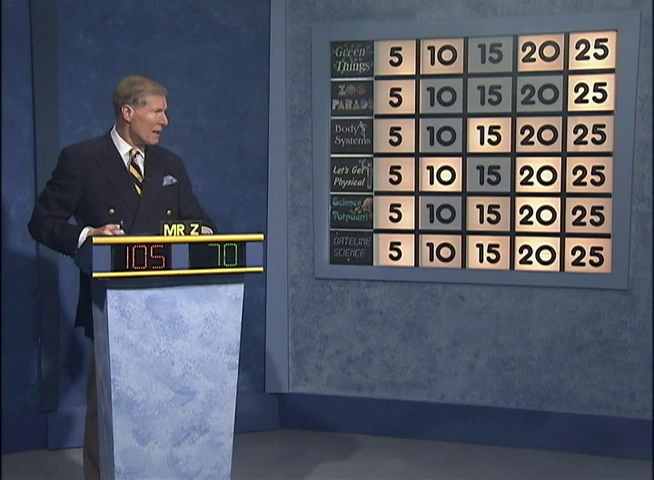 Green Things 5 10 15 20 25
ZOO PARADE 5 10 15 20 25
Body Systems 5 10 15 20 25
Let's Get Physical 5 10 15 20 25
Science Potpourri 5 10 15 20 25
DATELINE SCIENCE 5 10 15 20 25
MR Z
105 70